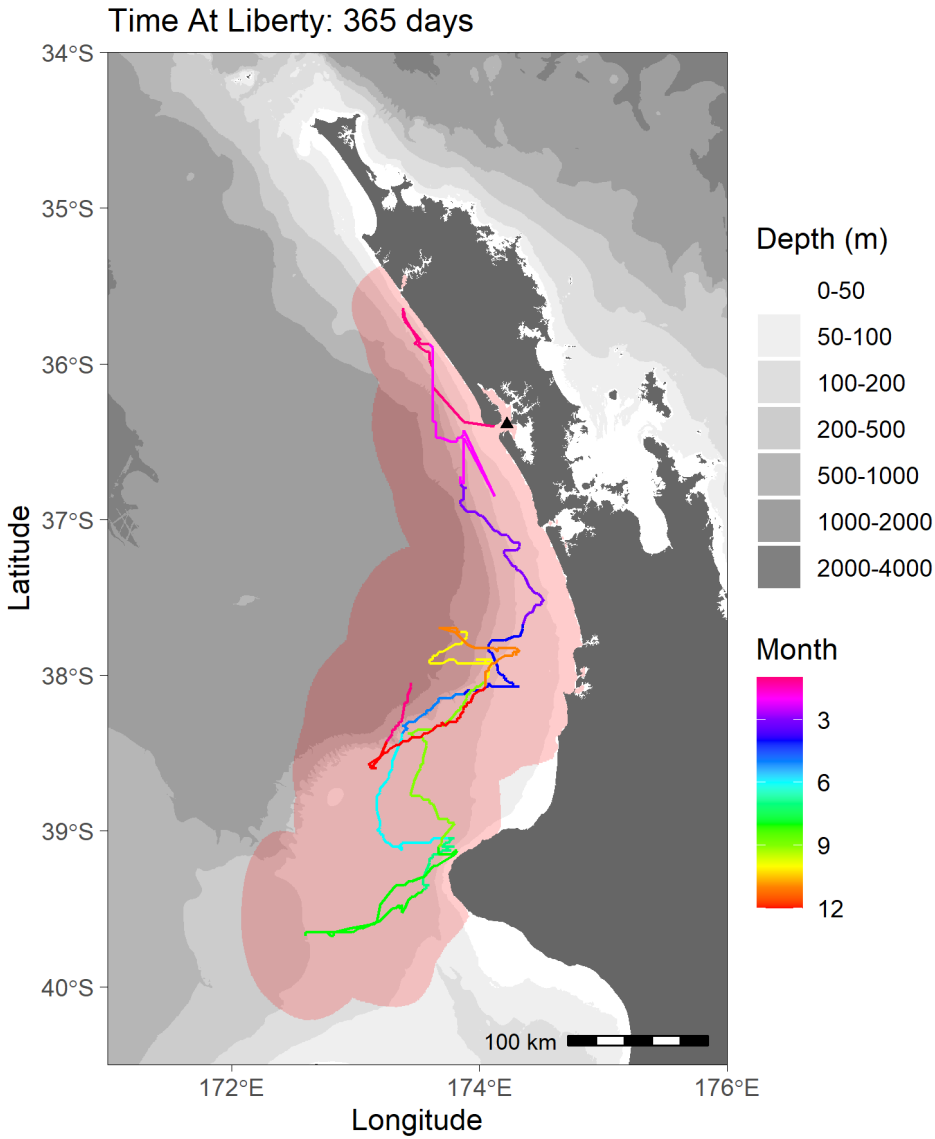 Time At Liberty: 365 days
34°S
35°S
36°S
37°S
38°S
39°S
40°S
Latitude
172°E
174°E
176°E
Longitude
100 km
Depth (m)
0-50
50-100
100-200
200-500
500-1000
1000-2000
2000-4000
Month
3
6
9
12